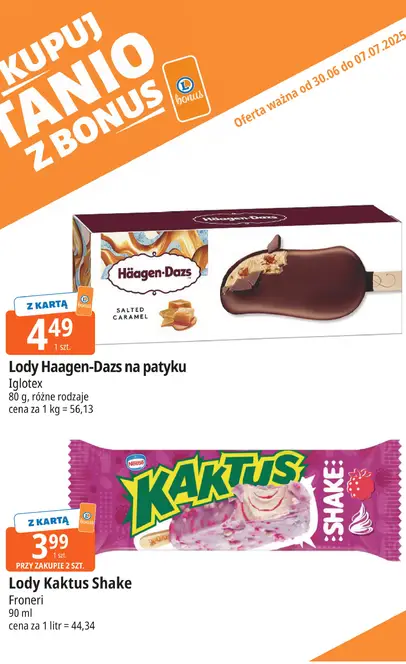 KUPUJ
TANIO
Z BONUS
bonus
Oferta ważna od 30.06 do 07.07.2025
Häagen-Dazs
Häagen-Dazs
SALTED
CARAMEL
Z KARTĄ
4 49
1 szt.
Lody Haagen-Dazs na patyku
Iglotex
80 g, różne rodzaje
cena za 1 kg = 56,13
Nestlé
KAKTUS
SHAKE
Z KARTĄ
3 99
1 szt.
PRZY ZAKUPIE 2 SZT.
Lody Kaktus Shake
Froneri
90 ml
cena za 1 litr = 44,34